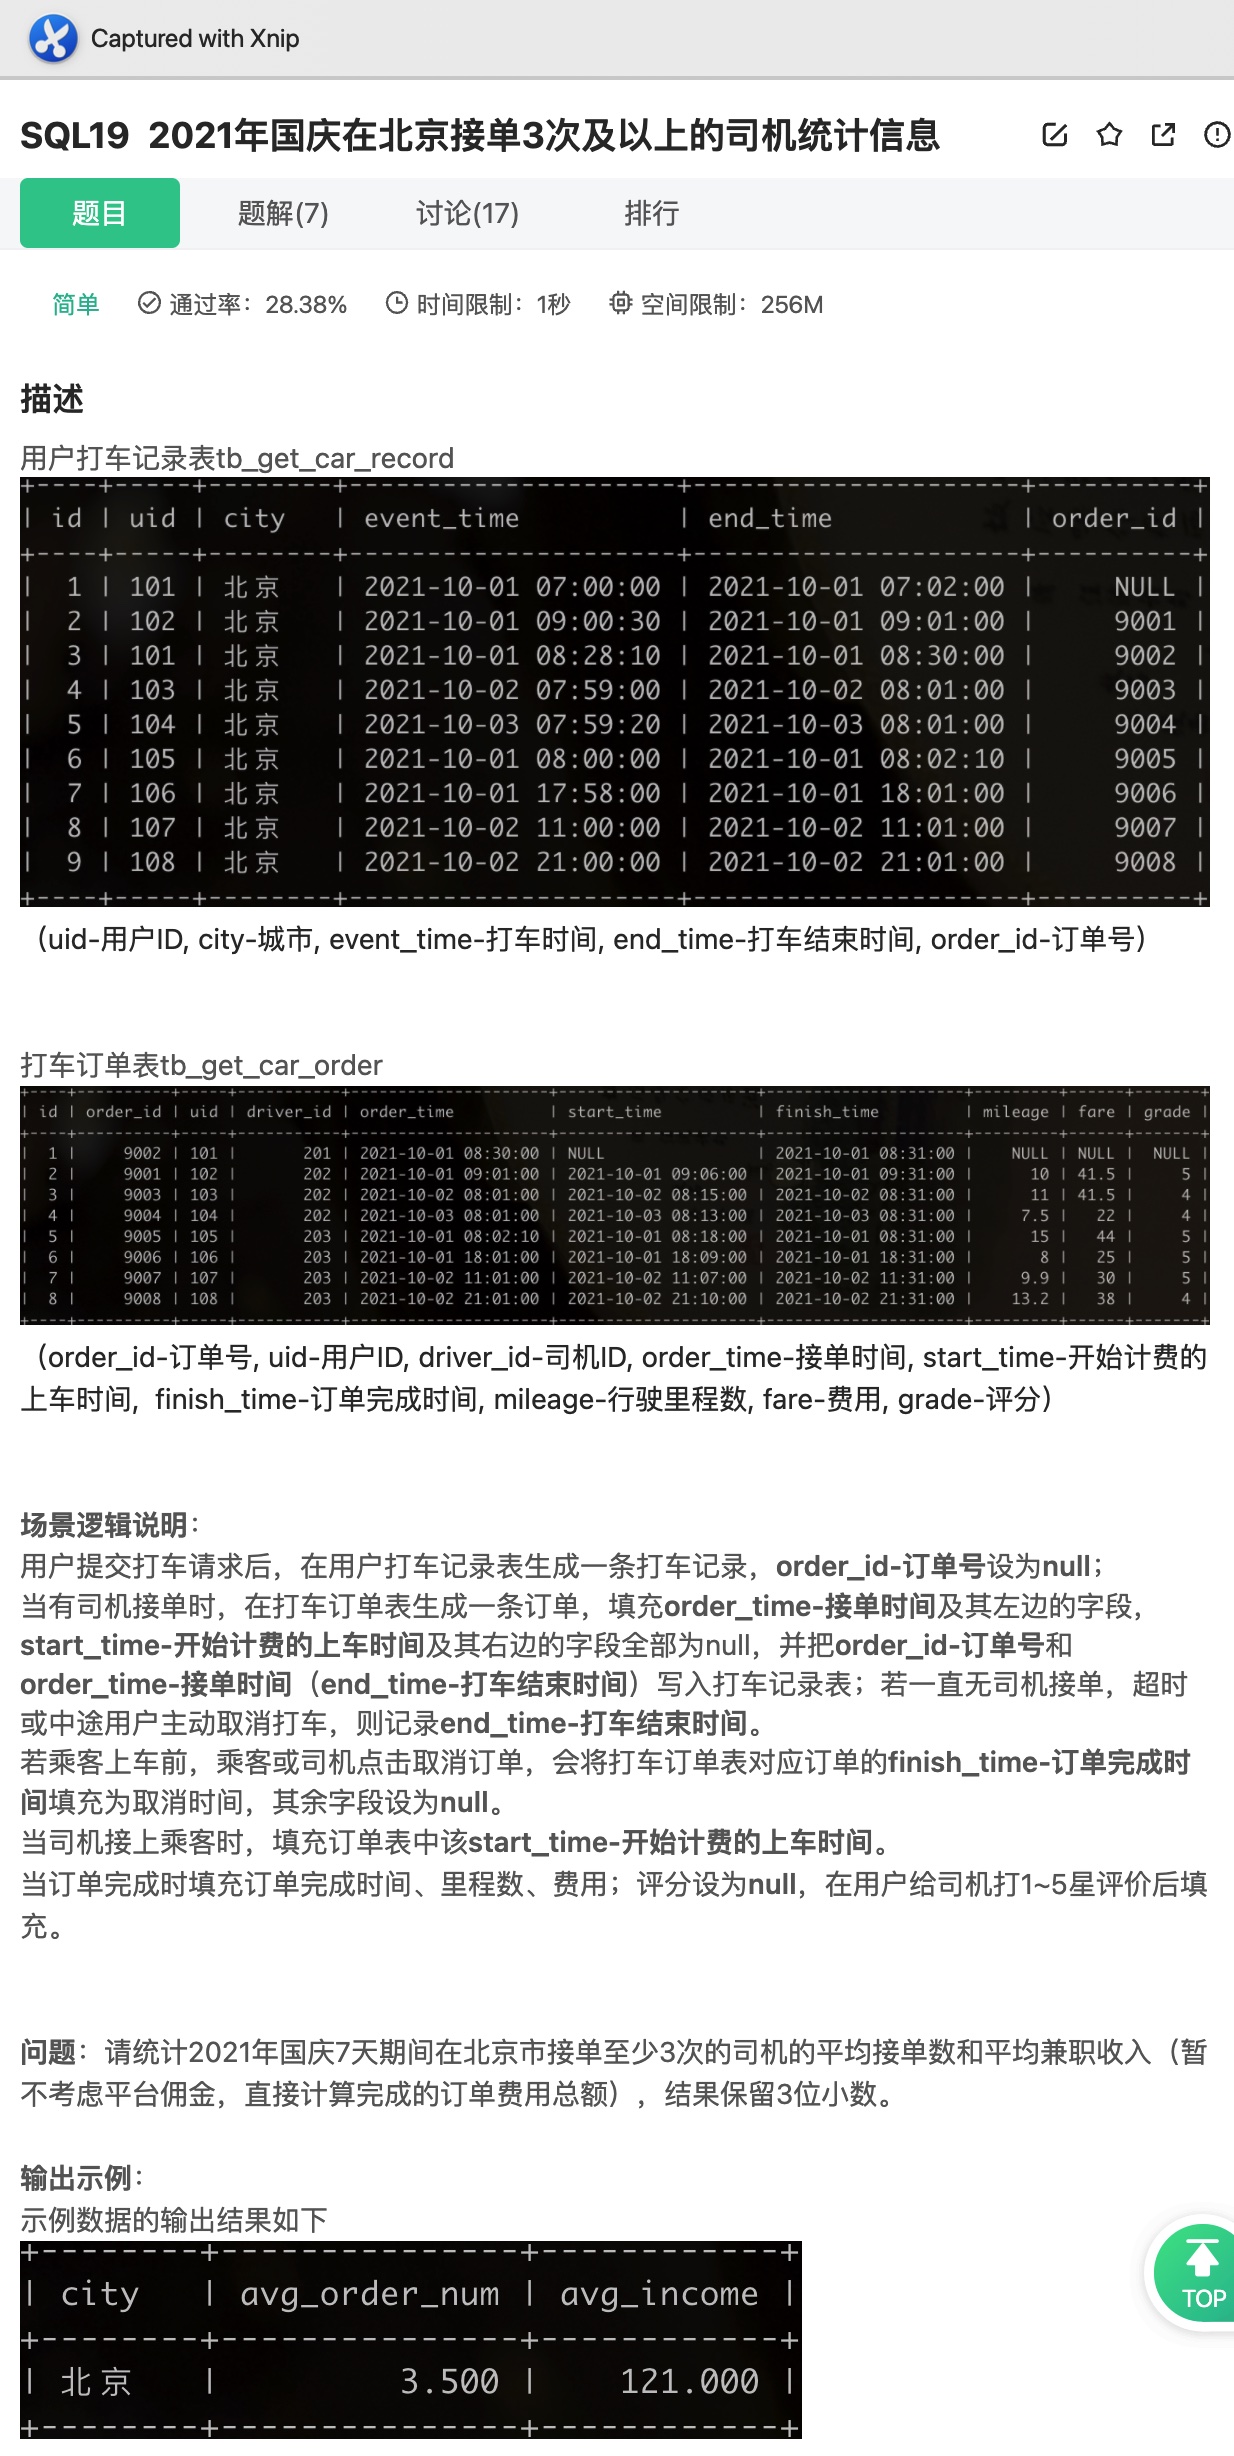 Captured with Xnip
SQL19 2021年国庆在北京接单3次及以上的司机统计信息
题目 题解(7) 讨论(17) 排行
简单 通过率：28.38% 时间限制：1秒 空间限制：256M
描述
用户打车记录表tb_get_car_record
+----+-----+--------+---------------------+---------------------+----------+
| id | uid | city   | event_time          | end_time            | order_id |
+----+-----+--------+---------------------+---------------------+----------+
|  1 | 101 | 北京   | 2021-10-01 07:00:00 | 2021-10-01 07:02:00 |     NULL |
|  2 | 102 | 北京   | 2021-10-01 09:00:30 | 2021-10-01 09:01:00 |     9001 |
|  3 | 101 | 北京   | 2021-10-01 08:28:10 | 2021-10-01 08:30:00 |     9002 |
|  4 | 103 | 北京   | 2021-10-02 07:59:00 | 2021-10-02 08:01:00 |     9003 |
|  5 | 104 | 北京   | 2021-10-03 07:59:20 | 2021-10-03 08:01:00 |     9004 |
|  6 | 105 | 北京   | 2021-10-01 08:00:00 | 2021-10-01 08:02:10 |     9005 |
|  7 | 106 | 北京   | 2021-10-01 17:58:00 | 2021-10-01 18:01:00 |     9006 |
|  8 | 107 | 北京   | 2021-10-02 11:00:00 | 2021-10-02 11:01:00 |     9007 |
|  9 | 108 | 北京   | 2021-10-02 21:00:00 | 2021-10-02 21:01:00 |     9008 |
+----+-----+--------+---------------------+---------------------+----------+
（uid-用户ID, city-城市, event_time-打车时间, end_time-打车结束时间, order_id-订单号）
打车订单表tb_get_car_order
+----+----------+-----+-----------+---------------------+---------------------+---------------------+---------+------+-------+
| id | order_id | uid | driver_id | order_time          | start_time          | finish_time         | mileage | fare | grade |
+----+----------+-----+-----------+---------------------+---------------------+---------------------+---------+------+-------+
|  1 |     9002 | 101 |       201 | 2021-10-01 08:30:00 | NULL                | 2021-10-01 08:31:00 |    NULL | NULL |  NULL |
|  2 |     9001 | 102 |       202 | 2021-10-01 09:01:00 | 2021-10-01 09:06:00 | 2021-10-01 09:31:00 |      10 | 41.5 |     5 |
|  3 |     9003 | 103 |       202 | 2021-10-02 08:01:00 | 2021-10-02 08:15:00 | 2021-10-02 08:31:00 |      11 | 41.5 |     4 |
|  4 |     9004 | 104 |       202 | 2021-10-03 08:01:00 | 2021-10-03 08:13:00 | 2021-10-03 08:31:00 |     7.5 |   22 |     4 |
|  5 |     9005 | 105 |       203 | 2021-10-01 08:02:10 | 2021-10-01 08:18:00 | 2021-10-01 08:31:00 |      15 |   44 |     5 |
|  6 |     9006 | 106 |       203 | 2021-10-01 18:01:00 | 2021-10-01 18:09:00 | 2021-10-01 18:31:00 |       8 |   25 |     5 |
|  7 |     9007 | 107 |       203 | 2021-10-02 11:01:00 | 2021-10-02 11:07:00 | 2021-10-02 11:31:00 |     9.9 |   30 |     5 |
|  8 |     9008 | 108 |       203 | 2021-10-02 21:01:00 | 2021-10-02 21:10:00 | 2021-10-02 21:31:00 |    13.2 |   38 |     4 |
+----+----------+-----+-----------+---------------------+---------------------+---------------------+---------+------+-------+
（order_id-订单号, uid-用户ID, driver_id-司机ID, order_time-接单时间, start_time-开始计费的
上车时间, finish_time-订单完成时间, mileage-行驶里程数, fare-费用, grade-评分）
场景逻辑说明：
用户提交打车请求后，在用户打车记录表生成一条打车记录，order_id-订单号设为null；
当有司机接单时，在打车订单表生成一条订单，填充order_time-接单时间及其左边的字段，
start_time-开始计费的上车时间及其右边的字段全部为null，并把order_id-订单号和
order_time-接单时间（end_time-打车结束时间）写入打车记录表；若一直无司机接单，超时
或中途用户主动取消打车，则记录end_time-打车结束时间。
若乘客上车前，乘客或司机点击取消订单，会将打车订单表对应订单的finish_time-订单完成时
间填充为取消时间，其余字段设为null。
当司机接上乘客时，填充订单表中该start_time-开始计费的上车时间。
当订单完成时填充订单完成时间、里程数、费用；评分设为null，在用户给司机打1~5星评价后填
充。
问题：请统计2021年国庆7天期间在北京市接单至少3次的司机的平均接单数和平均兼职收入（暂
不考虑平台佣金，直接计算完成的订单费用总额），结果保留3位小数。
输出示例：
示例数据的输出结果如下
+--------+---------------+------------+
| city   | avg_order_num | avg_income |
+--------+---------------+------------+
| 北京   |         3.500 |    121.000 |
+--------+---------------+------------+
TOP